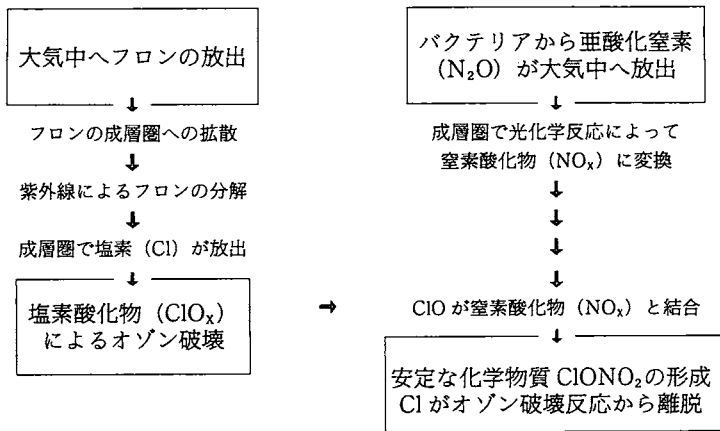 大気中へフロンの放出
フロンの成層圏への拡散
紫外線によるフロンの分解
成層圏で塩素（Cl）が放出
塩素酸化物（ClOX）
によるオゾン破壊
バクテリアから亜酸化窒素
（N₂O）が大気中へ放出
成層圏で光化学反応によって
窒素酸化物（NOX）に変換
ClO が窒素酸化物（NOX）と結合
安定な化学物質 ClONO₂の形成
Cl がオゾン破壊反応から離脱